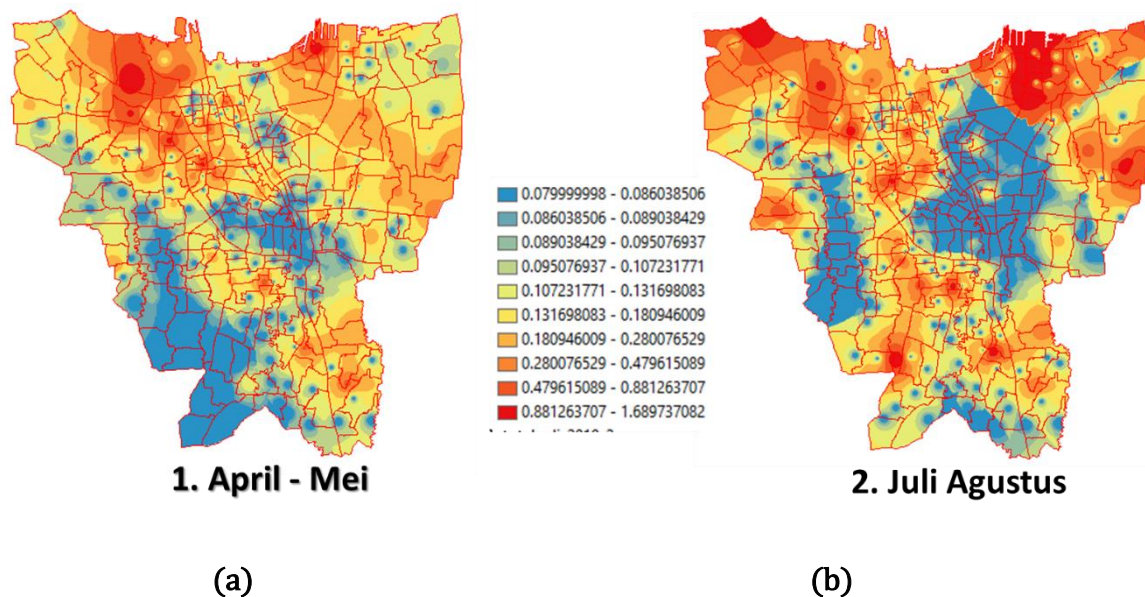 0.079999998 - 0.086038506
0.086038506 - 0.089038429
0.089038429 - 0.095076937
0.095076937 - 0.107231771
0.107231771 - 0.131698083
0.131698083 - 0.180946009
0.180946009 - 0.280076529
0.280076529 - 0.479615089
0.479615089 - 0.881263707
0.881263707 - 1.689737082
1. April - Mei
2. Juli Agustus
(a)
(b)